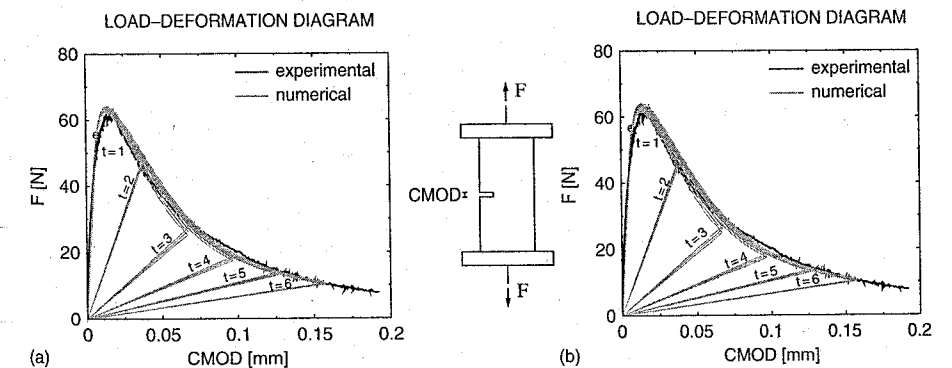 LOAD–DEFORMATION DIAGRAM
80
60
40
20
0
F [N]
experimental
numerical
e
t=1
t=2
t=3
t=4
t=5
t=6
0
0.05
0.1
0.15
0.2
CMOD [mm]
(a)
F
CMOD
F
LOAD–DEFORMATION DIAGRAM
80
60
40
20
0
F [N]
experimental
numerical
e
t=1
t=2
t=3
t=4
t=5
t=6
0
0.05
0.1
0.15
0.2
CMOD [mm]
(b)